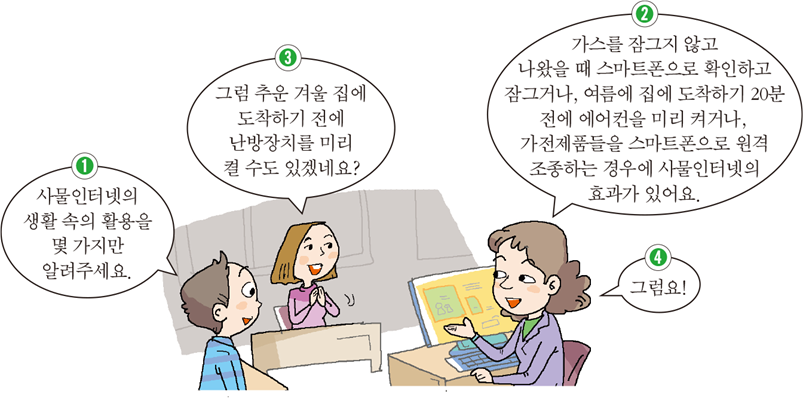 1
사물인터넷의
생활 속의 활용을
몇 가지만
알려주세요.
2
가스를 잠그지 않고
나왔을 때 스마트폰으로 확인하고
잠그거나, 여름에 집에 도착하기 20분
전에 에어컨을 미리 켜거나,
가전제품들을 스마트폰으로 원격
조종하는 경우에 사물인터넷의
효과가 있어요.
3
그럼 추운 겨울 집에
도착하기 전에
난방장치를 미리
켤 수도 있겠네요?
4
그럼요!